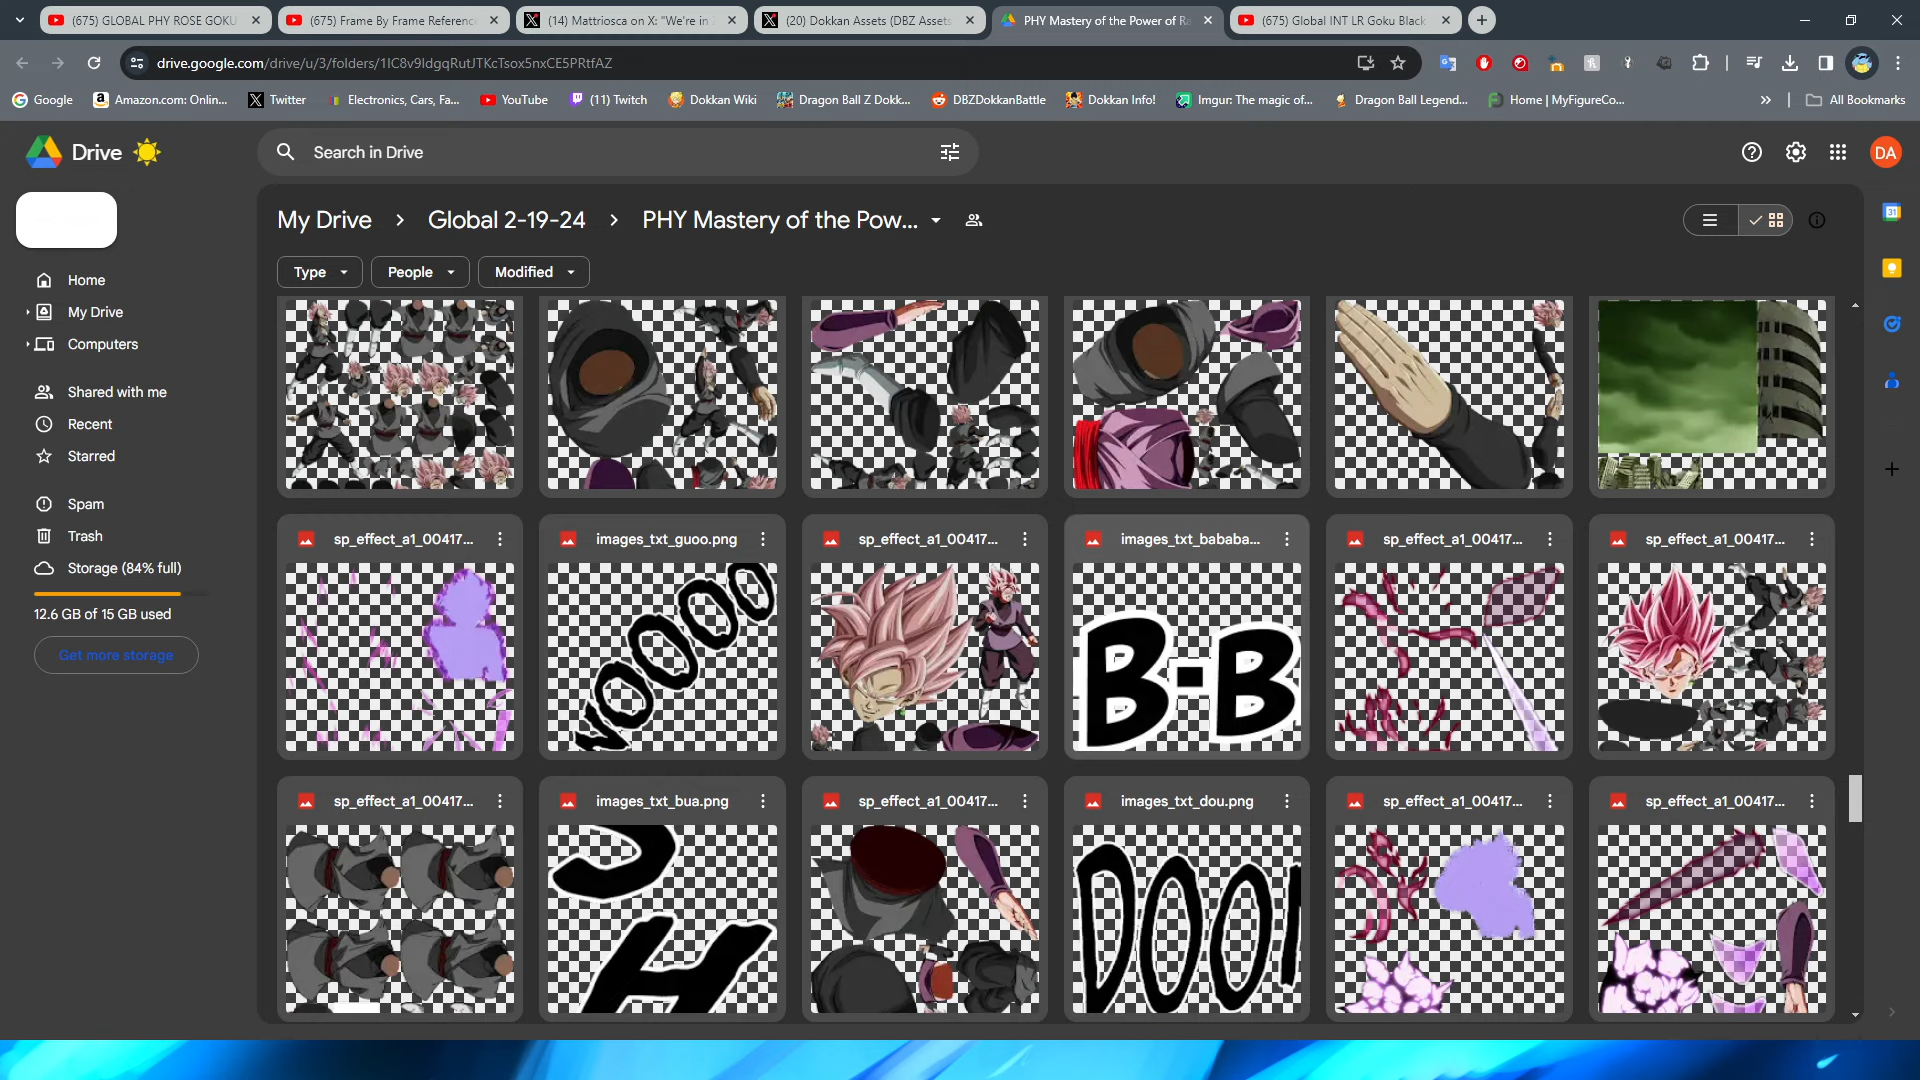 (675) GLOBAL PHY ROSE GOKU
(675) Frame By Frame Reference
(14) Mattriosca on X: "We're in
(20) Dokkan Assets (DBZ Assets
PHY Mastery of the Power of Ra
(675) Global INT LR Goku Black
drive.google.com/drive/u/3/folders/1IC8v9IdgqRutJTKcTsox5nxCE5PRtfAZ
Google
Amazon.com: Onlin...
Twitter
Electronics, Cars, Fa...
YouTube
(11) Twitch
Dokkan Wiki
Dragon Ball Z Dokk...
DBZDokkanBattle
Dokkan Info!
Imgur: The magic of...
Dragon Ball Legend...
Home | MyFigureCo...
»
All Bookmarks
Drive
Search in Drive
DA
My Drive > Global 2-19-24 > PHY Mastery of the Pow...
31
Type
People
Modified
Home
My Drive
Computers
Shared with me
Recent
Starred
Spam
Trash
Storage (84% full)
12.6 GB of 15 GB used
Get more storage
sp_effect_a1_00417...
images_txt_guoo.png
sp_effect_a1_00417...
images_txt_bababa...
sp_effect_a1_00417...
sp_effect_a1_00417...
B-B
sp_effect_a1_00417...
images_txt_bua.png
sp_effect_a1_00417...
images_txt_dou.png
sp_effect_a1_00417...
sp_effect_a1_00417...
H